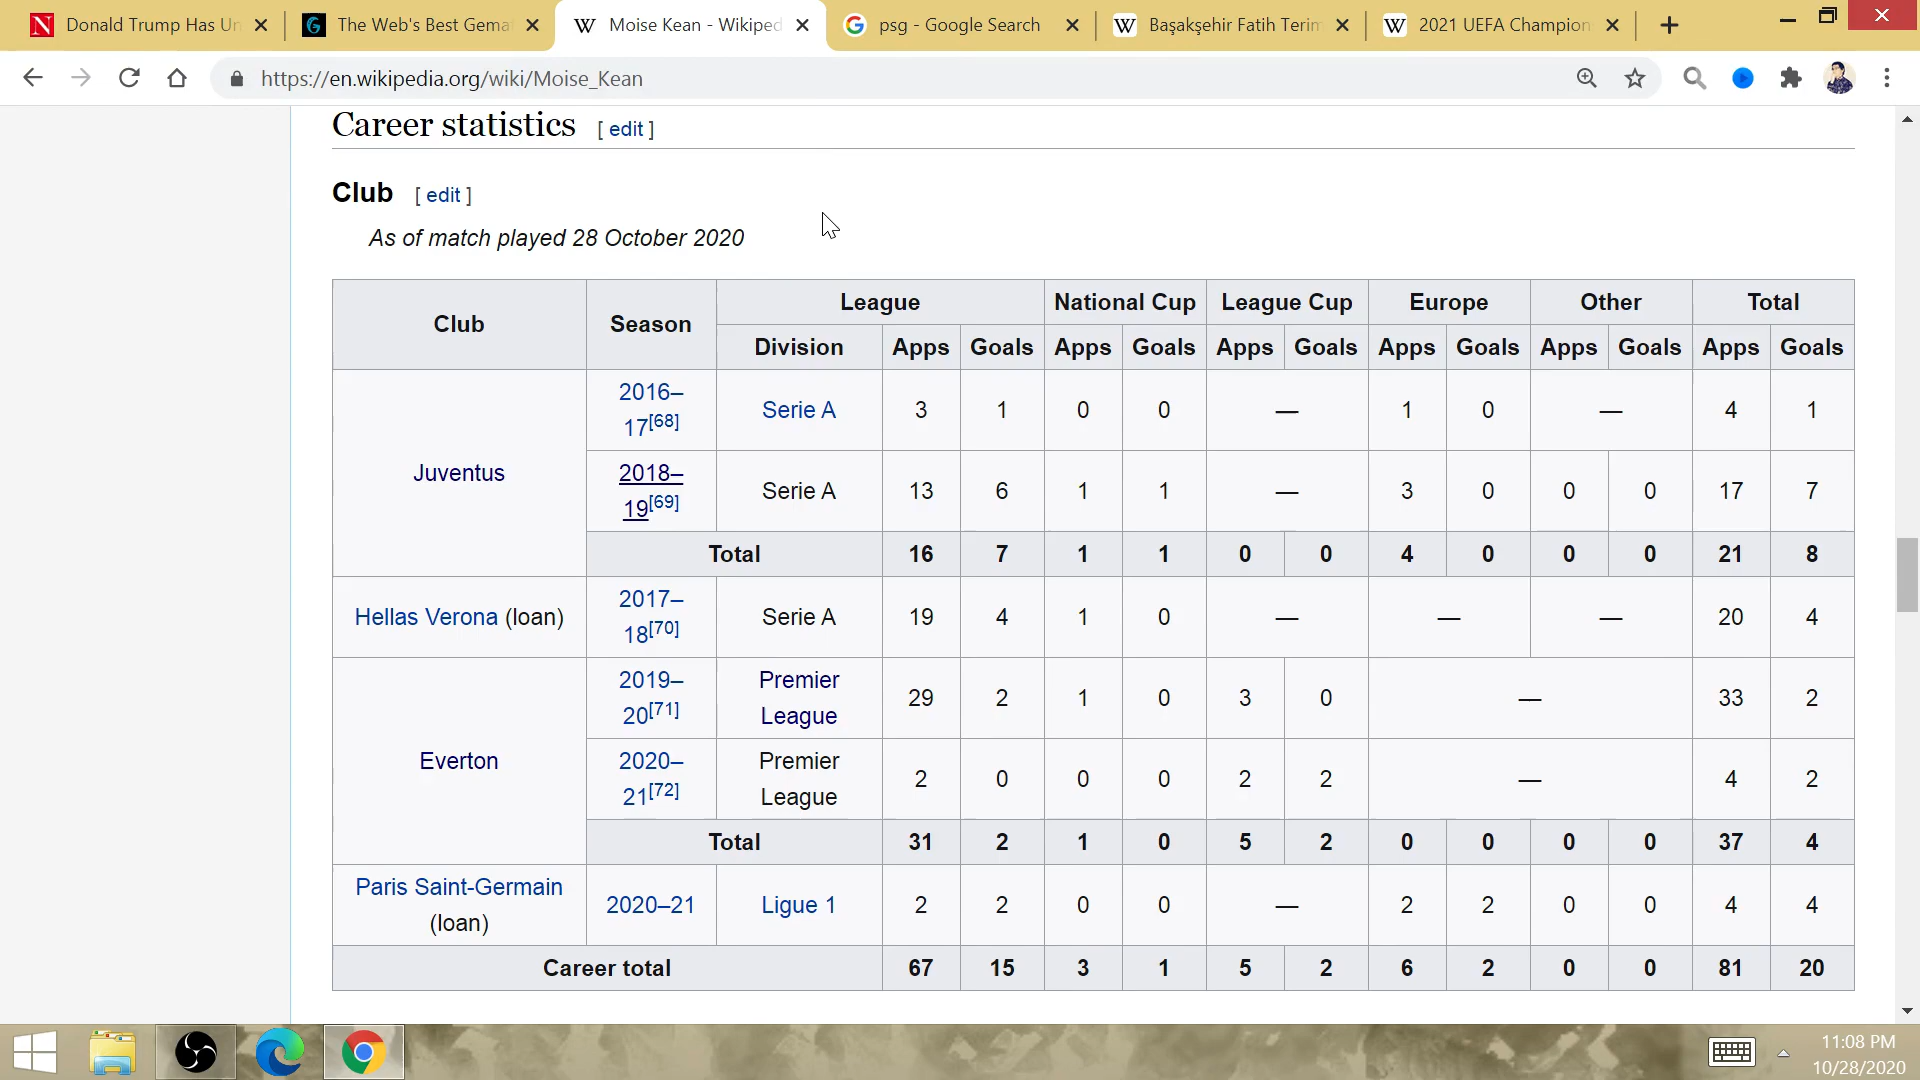 Donald Trump Has Un
The Web's Best Gemat
Moise Kean - Wikiped
psg - Google Search
Başakşehir Fatih Terim
2021 UEFA Champion
https://en.wikipedia.org/wiki/Moise_Kean
Career statistics [ edit ]
Club [ edit ]
As of match played 28 October 2020
Club Season League National Cup League Cup Europe Other Total
Division Apps Goals Apps Goals Apps Goals Apps Goals Apps Goals Apps Goals
Juventus 2016–17[68] Serie A 3 1 0 0 — 1 0 — 4 1
2018–19[69] Serie A 13 6 1 1 — 3 0 0 0 17 7
Total 16 7 1 1 0 0 4 0 0 0 21 8
Hellas Verona (loan) 2017–18[70] Serie A 19 4 1 0 — — — 20 4
Everton 2019–20[71] Premier League 29 2 1 0 3 0 — 33 2
2020–21[72] Premier League 2 0 0 0 2 2 — 4 2
Total 31 2 1 0 5 2 0 0 0 0 37 4
Paris Saint-Germain (loan) 2020–21 Ligue 1 2 2 0 0 — 2 2 0 0 4 4
Career total 67 15 3 1 5 2 6 2 0 0 81 20
11:08 PM
10/28/2020